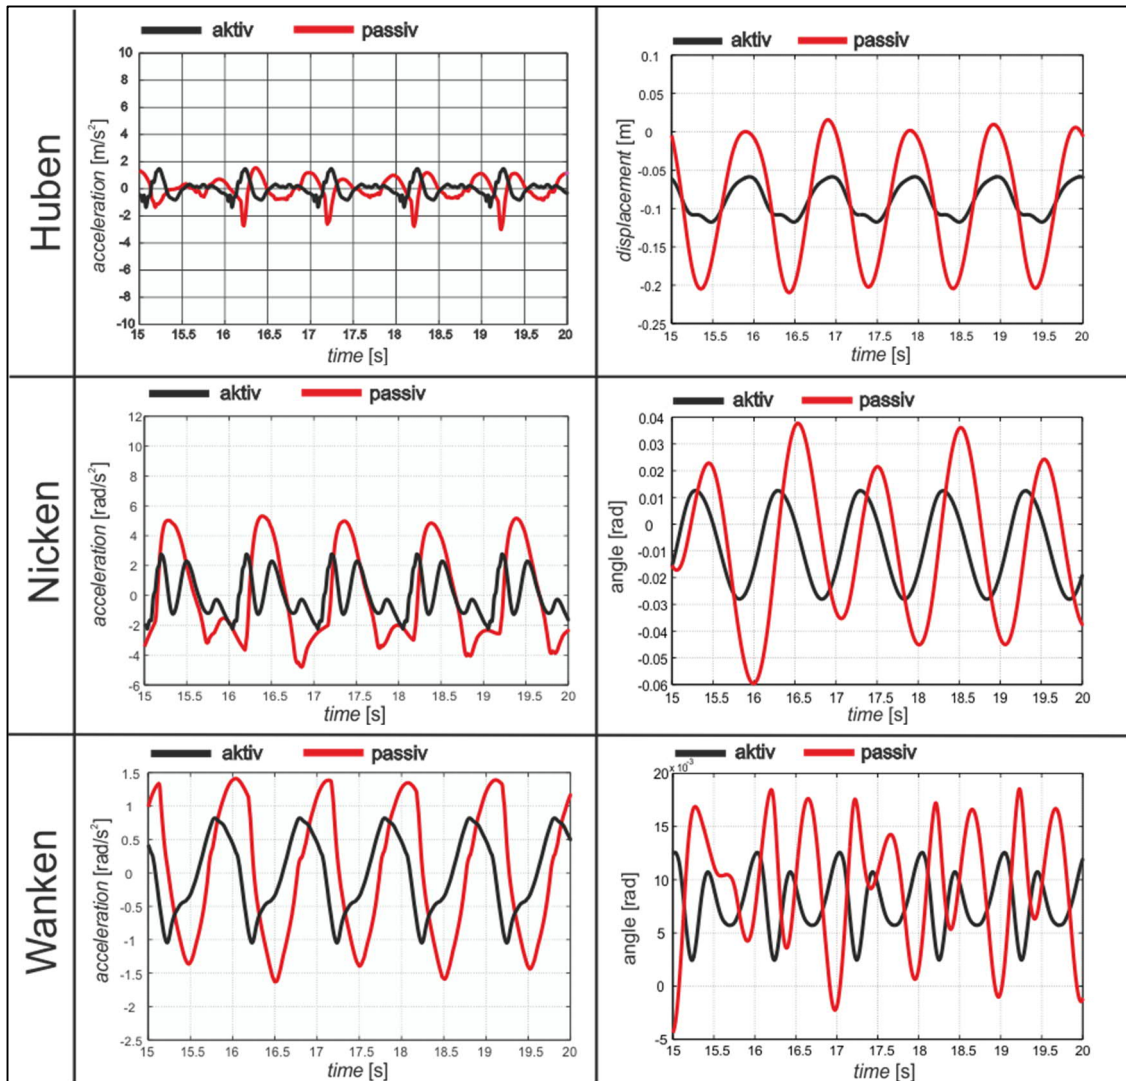 Huben
aktiv passiv
acceleration [m/s²]
10
8
6
4
2
0
-2
-4
-6
-8
-10
15 15.5 16 16.5 17 17.5 18 18.5 19 19.5 20
time [s]
aktiv passiv
displacement [m]
0.1
0.05
0
-0.05
-0.1
-0.15
-0.2
-0.25
15 15.5 16 16.5 17 17.5 18 18.5 19 19.5 20
time [s]
Nicken
aktiv passiv
acceleration [rad/s²]
12
10
8
6
4
2
0
-2
-4
-6
15 15.5 16 16.5 17 17.5 18 18.5 19 19.5 20
time [s]
aktiv passiv
angle [rad]
0.04
0.03
0.02
0.01
0
-0.01
-0.02
-0.03
-0.04
-0.05
-0.06
15 15.5 16 16.5 17 17.5 18 18.5 19 19.5 20
time [s]
Wanken
aktiv passiv
acceleration [rad/s²]
1.5
1
0.5
0
-0.5
-1
-1.5
-2
-2.5
15 15.5 16 16.5 17 17.5 18 18.5 19 19.5 20
time [s]
aktiv passiv
angle [rad]
20 ×10⁻³
15
10
5
0
-5
15 15.5 16 16.5 17 17.5 18 18.5 19 19.5 20
time [s]